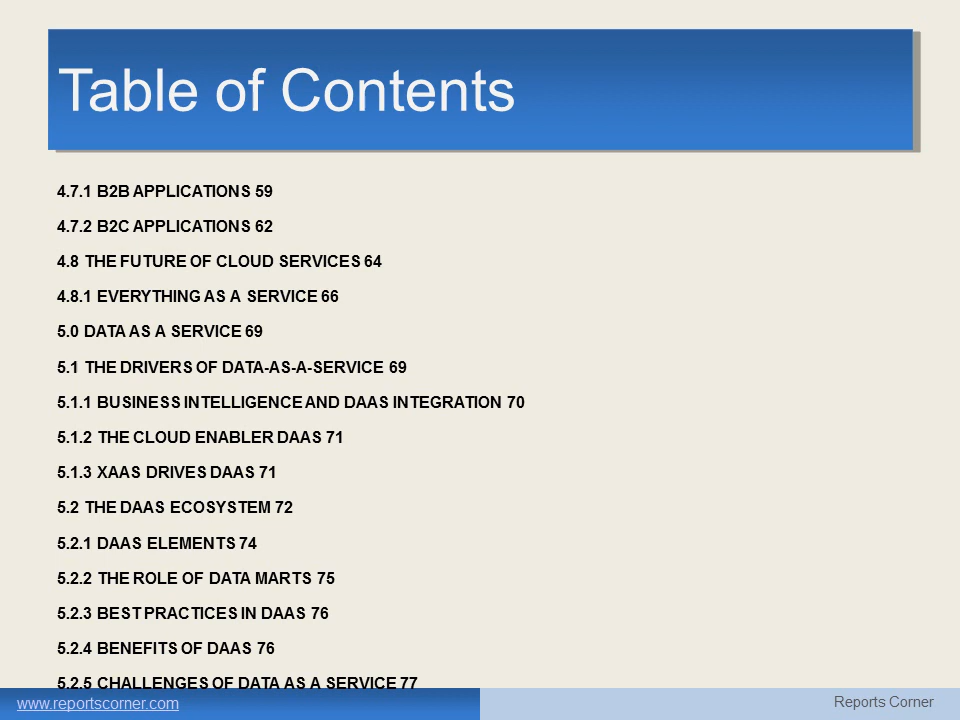 Table of Contents
4.7.1 B2B APPLICATIONS 59
4.7.2 B2C APPLICATIONS 62
4.8 THE FUTURE OF CLOUD SERVICES 64
4.8.1 EVERYTHING AS A SERVICE 66
5.0 DATA AS A SERVICE 69
5.1 THE DRIVERS OF DATA-AS-A-SERVICE 69
5.1.1 BUSINESS INTELLIGENCE AND DAAS INTEGRATION 70
5.1.2 THE CLOUD ENABLER DAAS 71
5.1.3 XAAS DRIVES DAAS 71
5.2 THE DAAS ECOSYSTEM 72
5.2.1 DAAS ELEMENTS 74
5.2.2 THE ROLE OF DATA MARTS 75
5.2.3 BEST PRACTICES IN DAAS 76
5.2.4 BENEFITS OF DAAS 76
5.2.5 CHALLENGES OF DATA AS A SERVICE 77
www.reportscorner.com
Reports Corner